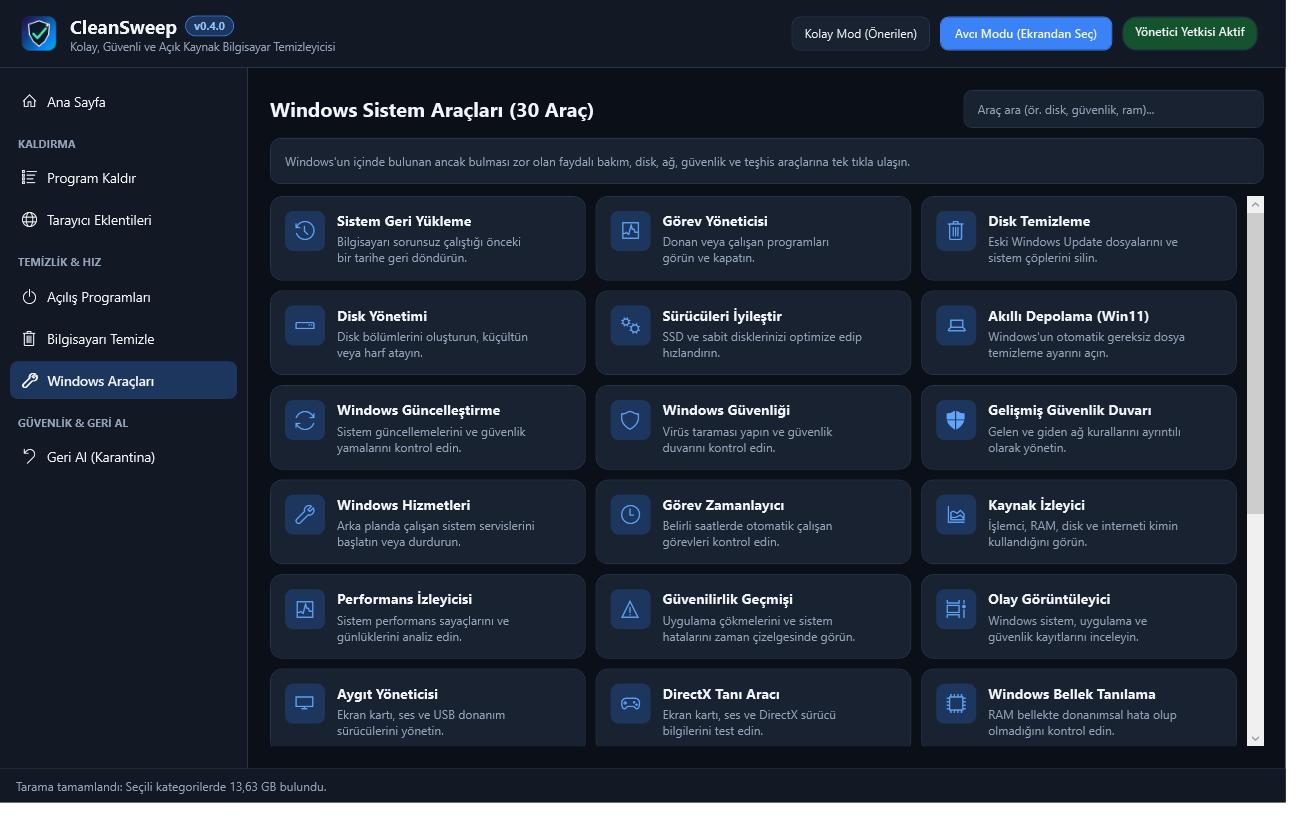 CleanSweep v0.4.0
Kolay, Güvenli ve Açık Kaynak Bilgisayar Temizleyicisi
Kolay Mod (Önerilen)
Avcı Modu (Ekrandan Seç)
Yönetici Yetkisi Aktif
Ana Sayfa
KALDIRMA
Program Kaldır
Tarayıcı Eklentileri
TEMİZLİK & HIZ
Açılış Programları
Bilgisayarı Temizle
Windows Araçları
GÜVENLİK & GERİ AL
Geri Al (Karantina)
Windows Sistem Araçları (30 Araç)
Araç ara (ör. disk, güvenlik, ram)...
Windows'un içinde bulunan ancak bulması zor olan faydalı bakım, disk, ağ, güvenlik ve teşhis araçlarına tek tıkla ulaşın.
Sistem Geri Yükleme
Bilgisayarı sorunsuz çalıştığı önceki
bir tarihe geri döndürün.
Görev Yöneticisi
Donan veya çalışan programları
görün ve kapatın.
Disk Temizleme
Eski Windows Update dosyalarını ve
sistem çöplerini silin.
Disk Yönetimi
Disk bölümlerini oluşturun, küçültün
veya harf atayın.
Sürücüleri İyileştir
SSD ve sabit disklerinizi optimize edip
hızlandırın.
Akıllı Depolama (Win11)
Windows'un otomatik gereksiz dosya
temizleme ayarını açın.
Windows Güncelleştirme
Sistem güncellemelerini ve güvenlik
yamalarını kontrol edin.
Windows Güvenliği
Virüs taraması yapın ve güvenlik
duvarını kontrol edin.
Gelişmiş Güvenlik Duvarı
Gelen ve giden ağ kurallarını ayrıntılı
olarak yönetin.
Windows Hizmetleri
Arka planda çalışan sistem servislerini
başlatın veya durdurun.
Görev Zamanlayıcı
Belirli saatlerde otomatik çalışan
görevleri kontrol edin.
Kaynak İzleyici
İşlemci, RAM, disk ve interneti kimin
kullandığını görün.
Performans İzleyicisi
Sistem performans sayaçlarını ve
günlüklerini analiz edin.
Güvenilirlik Geçmişi
Uygulama çökmelerini ve sistem
hatalarını zaman çizelgesinde görün.
Olay Görüntüleyici
Windows sistem, uygulama ve
güvenlik kayıtlarını inceleyin.
Aygıt Yöneticisi
Ekran kartı, ses ve USB donanım
sürücülerini yönetin.
DirectX Tanı Aracı
Ekran kartı, ses ve DirectX sürücü
bilgilerini test edin.
Windows Bellek Tanılama
RAM bellekte donanımsal hata olup
olmadığını kontrol edin.
Tarama tamamlandı: Seçili kategorilerde 13,63 GB bulundu.